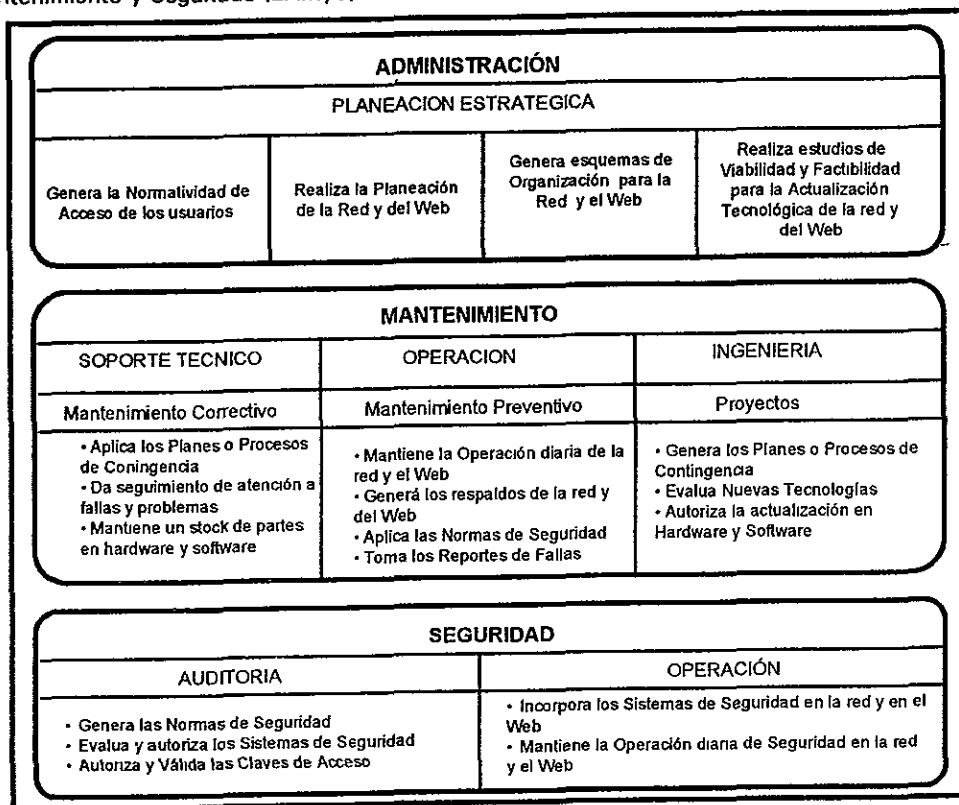 ADMINISTRACIÓN
PLANEACION ESTRATEGICA
Genera la Normatividad de
Acceso de los usuarios
Realiza la Planeación
de la Red y del Web
Genera esquemas de
Organización para la
Red y el Web
Realiza estudios de
Viabilidad y Factibilidad
para la Actualización
Tecnológica de la red y
del Web
MANTENIMIENTO
SOPORTE TECNICO
Mantenimiento Correctivo
• Aplica los Planes o Procesos
de Coningencia
• Da seguimiento de atención a
fallas y problemas
• Mantiene un stock de partes
en hardware y software
OPERACION
Mantenimiento Preventivo
• Mantiene la Operación diaria de la
red y el Web
• Generá los respaldos de la red y
del Web
• Aplica las Normas de Seguridad
• Toma los Reportes de Fallas
INGENIERIA
Proyectos
• Genera los Planes o Procesos de
Contingencia
• Evalua Nuevas Tecnologías
• Autoriza la actualización en
Hardware y Software
SEGURIDAD
AUDITORIA
• Genera las Normas de Seguridad
• Evalua y autoriza los Sistemas de Seguridad
• Autoriza y Válida las Claves de Acceso
OPERACIÓN
• Incorpora los Sistemas de Seguridad en la red y en el
Web
• Mantiene la Operación diaria de Seguridad en la red
y el Web